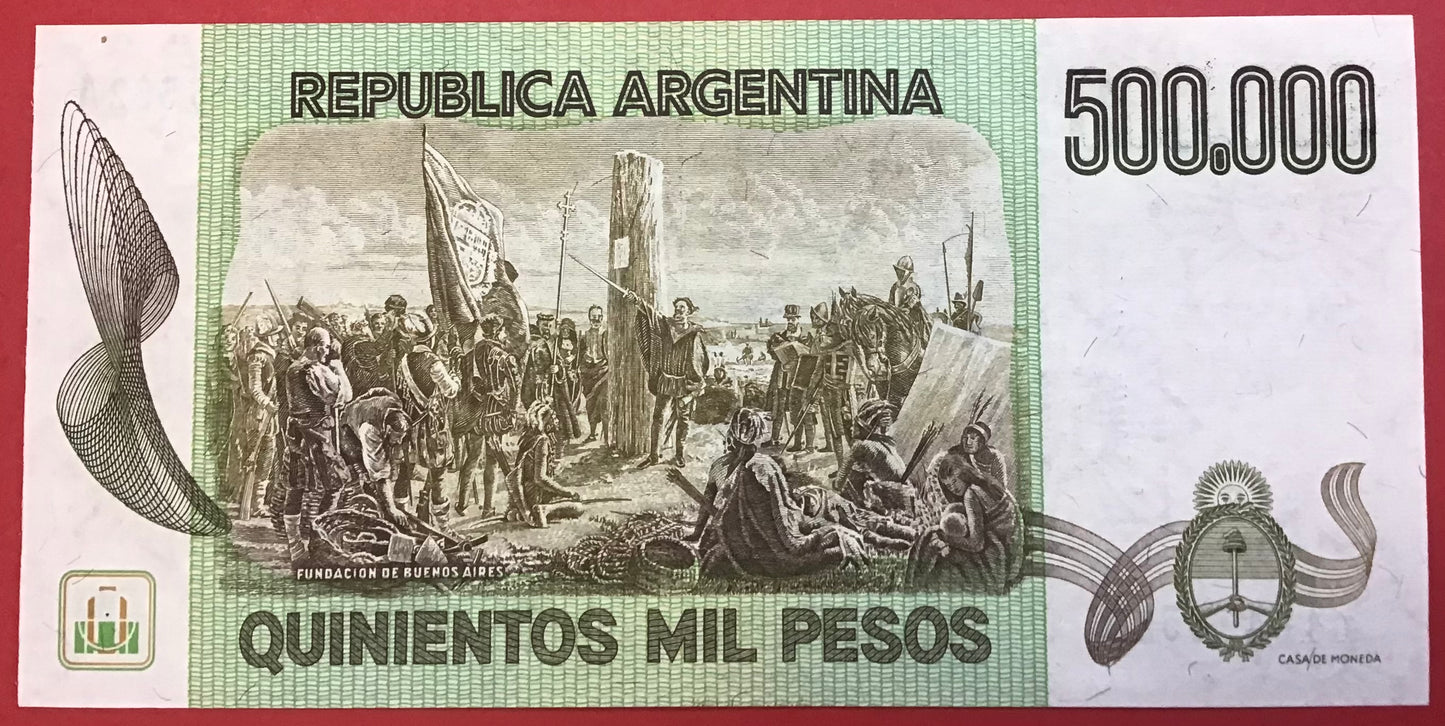 REPUBLICA ARGENTINA
500.000
FUNDACION DE BUENOS AIRES
QUINIENTOS MIL PESOS
CASA DE MONEDA